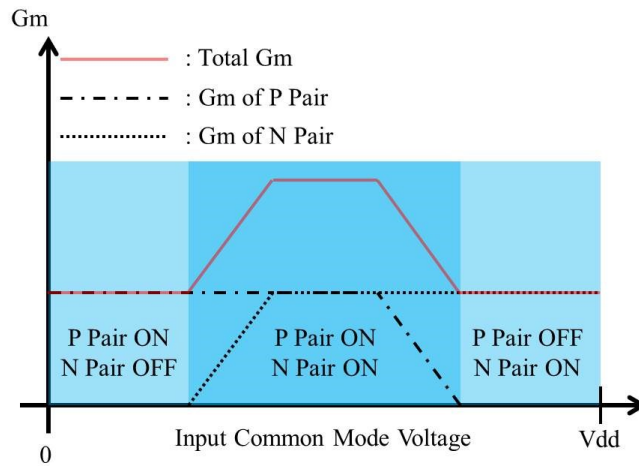 Gm
: Total Gm
: Gm of P Pair
: Gm of N Pair
P Pair ON
N Pair OFF
P Pair ON
N Pair ON
P Pair OFF
N Pair ON
0
Input Common Mode Voltage
Vdd